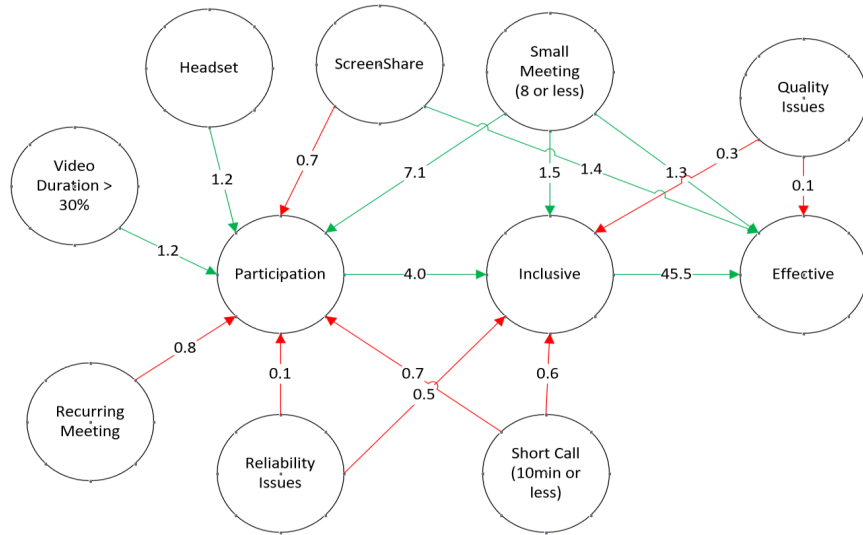 Headset
ScreenShare
Small
Meeting
(8 or less)
Quality
Issues
Video
Duration >
30%
1.2
0.7
7.1
1.5
1.4
1.3
0.3
0.1
1.2
Participation
4.0
Inclusive
45.5
Effective
0.8
0.1
0.7
0.5
0.6
Recurring
Meeting
Reliability
Issues
Short Call
(10min or
less)